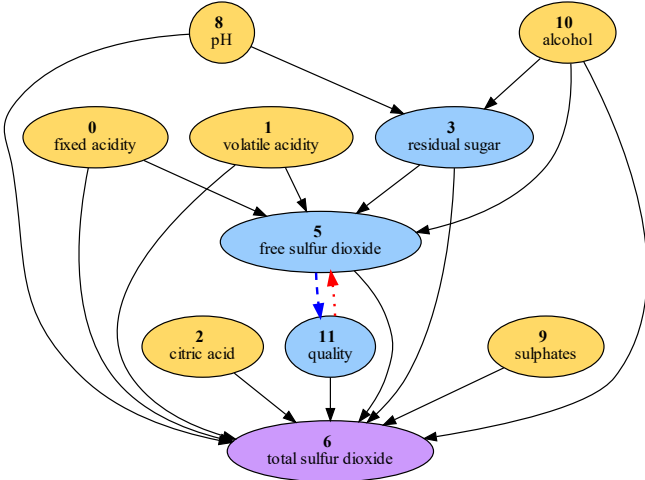 8
pH
10
alcohol
0
fixed acidity
1
volatile acidity
3
residual sugar
5
free sulfur dioxide
2
citric acid
11
quality
9
sulphates
6
total sulfur dioxide